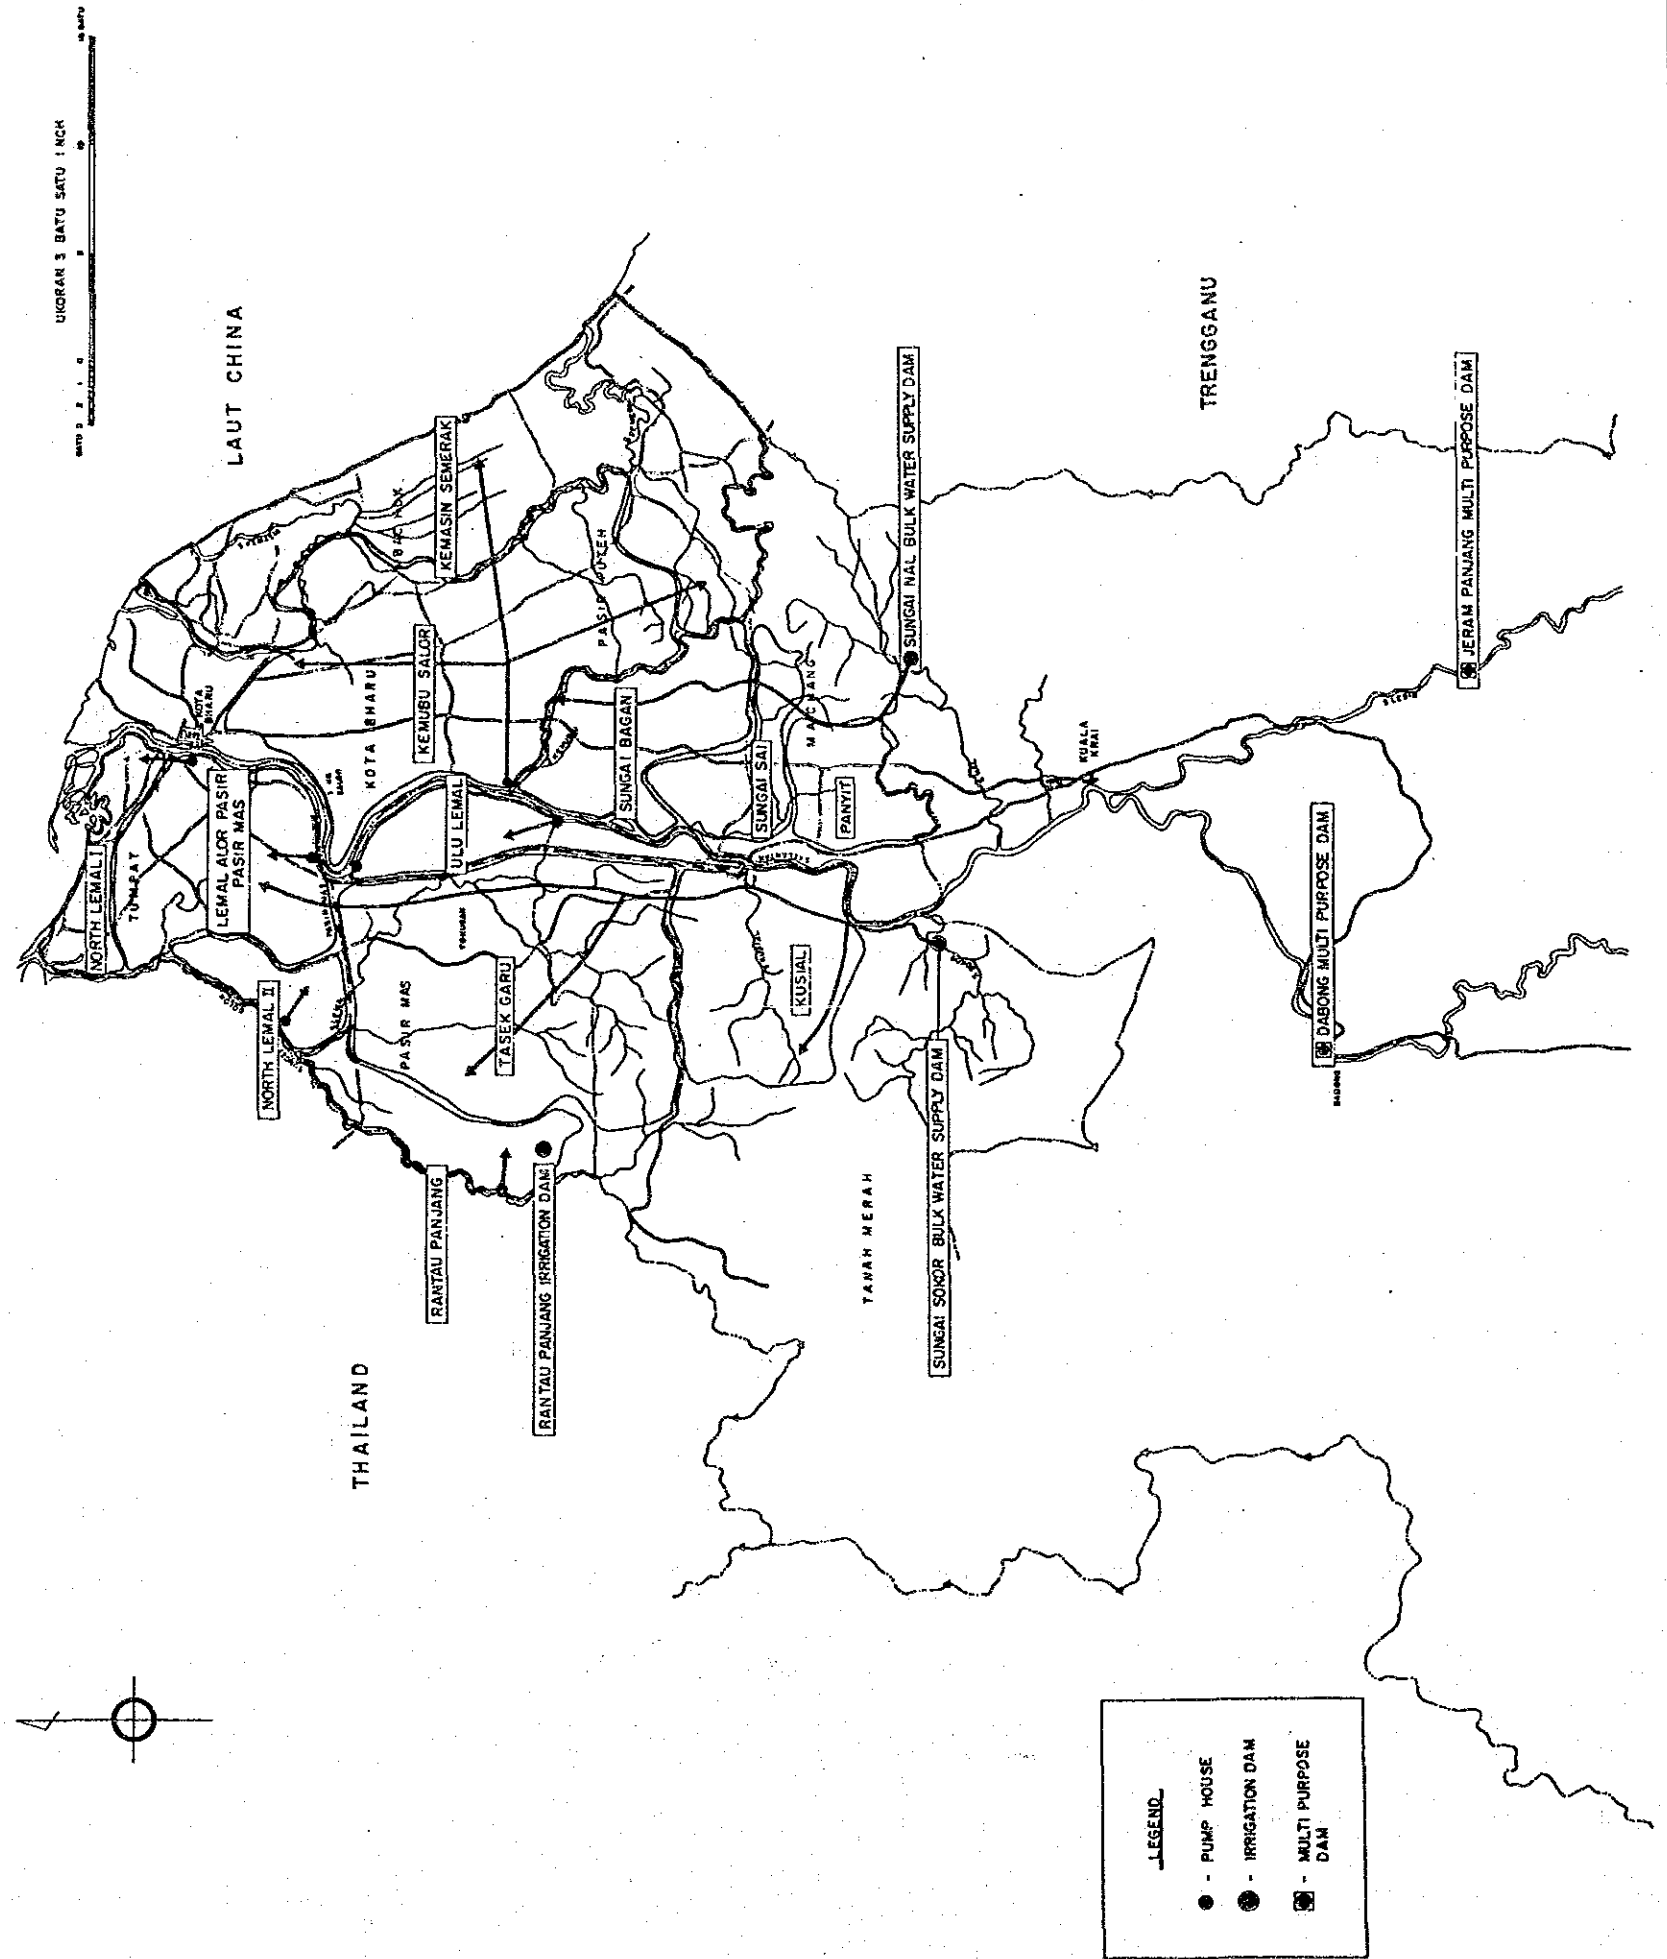 UKORAN 3 BATU SATU INCH
LAUT CHINA
THAILAND
TRENGGANU
NORTH LEMAL I
TUMPAT
KOTA
BHARU
LEMAL ALOR PASIR
PASIR MAS
NORTH LEMAL II
KOTA BHARU
PASIR MAS
KEMUBU SALOR
KEMASIN SEMERAK
ULU LEMAL
TASEK GARU
RANTAU PANJANG
RANTAU PANJANG IRRIGATION DAM
SUNGAI BAGAN
SUNGAI SAI
MACHANG
PANYIT
KUSIAL
TANAH MERAH
SUNGAI NAL BULK WATER SUPPLY DAM
SUNGAI SOKOR BULK WATER SUPPLY DAM
KUALA
KRAI
DABONG MULTI PURPOSE DAM
JERAM PANJANG MULTI PURPOSE DAM
LEGEND
- PUMP HOUSE
- IRRIGATION DAM
- MULTI PURPOSE
DAM